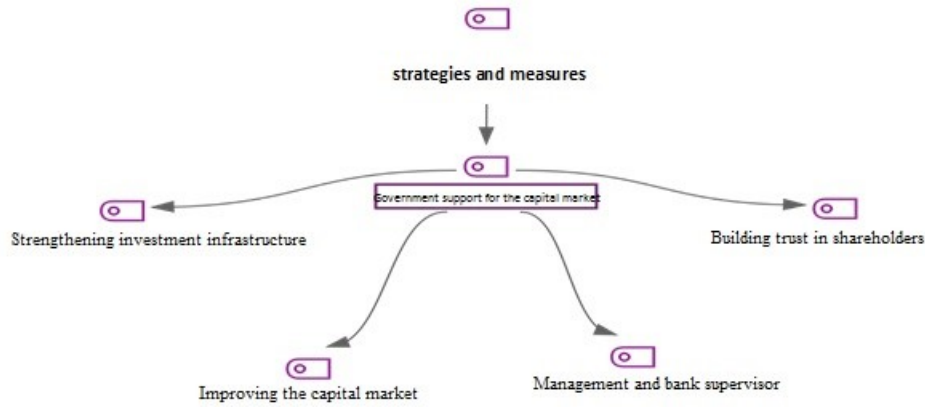 strategies and measures
Government support for the capital market
Strengthening investment infrastructure
Building trust in shareholders
Improving the capital market
Management and bank supervisor